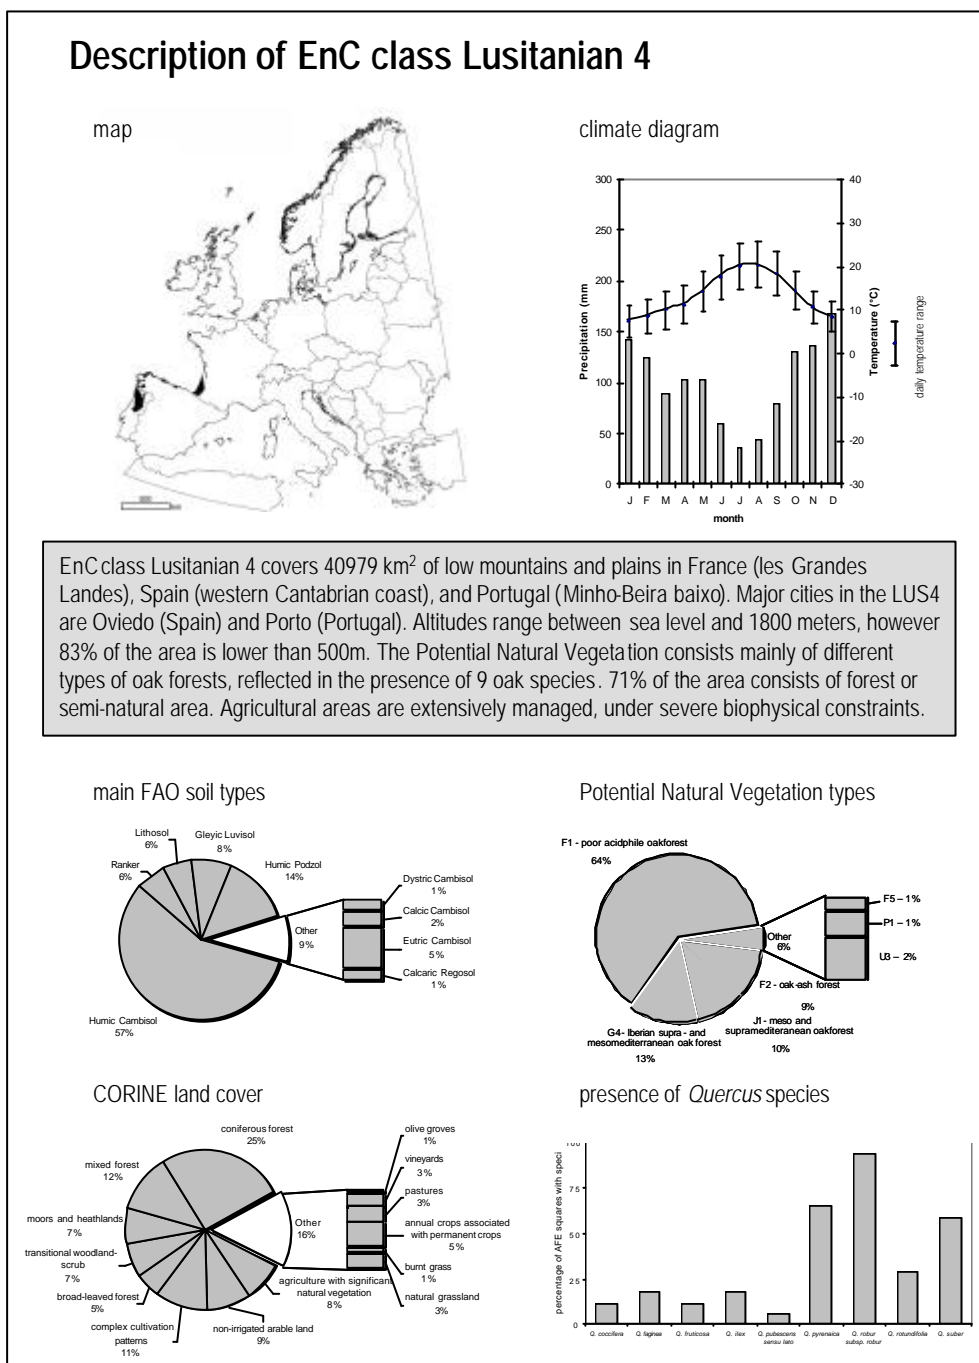 Description of EnC class Lusitanian 4
map
climate diagram
300
250
200
150
100
50
0
Precipitation (mm
40
30
20
10
0
-10
-20
-30
Temperature (°C)
daily temperature range
J F M A M J J A S O N D
month
EnC class Lusitanian 4 covers 40979 km² of low mountains and plains in France (les Grandes
Landes), Spain (western Cantabrian coast), and Portugal (Minho-Beira baixo). Major cities in the LUS4
are Oviedo (Spain) and Porto (Portugal). Altitudes range between sea level and 1800 meters, however
83% of the area is lower than 500m. The Potential Natural Vegetation consists mainly of different
types of oak forests, reflected in the presence of 9 oak species. 71% of the area consists of forest or
semi-natural area. Agricultural areas are extensively managed, under severe biophysical constraints.
main FAO soil types
Lithosol
6%
Gleyic Luvisol
8%
Ranker
6%
Humic Podzol
14%
Other
9%
Dystric Cambisol
1%
Calcic Cambisol
2%
Eutric Cambisol
5%
Calcaric Regosol
1%
Humic Cambisol
57%
Potential Natural Vegetation types
F1 - poor acidphile oakforest
64%
Other
6%
F5 – 1%
P1 – 1%
U3 – 2%
F2 - oak-ash forest
9%
J1 - meso and
supramediteranean oakforest
10%
G4 - Iberian supra- and
mesomediterranean oak forest
13%
CORINE land cover
coniferous forest
25%
mixed forest
12%
moors and heathlands
7%
transitional woodland-
scrub
7%
broad-leaved forest
5%
complex cultivation
patterns
11%
non-irrigated arable land
9%
agriculture with significant
natural vegetation
8%
Other
16%
olive groves
1%
vineyards
3%
pastures
3%
annual crops associated
with permanent crops
5%
burnt grass
1%
natural grassland
3%
presence of Quercus species
percentage of AFE squares with speci
100
75
50
25
0
Q. coccifera
Q. faginea
Q. fruticosa
Q. ilex
Q. pubescens
sensu lato
Q. pyrenaica
Q. robur
subsp. robur
Q. rotundifolia
Q. suber